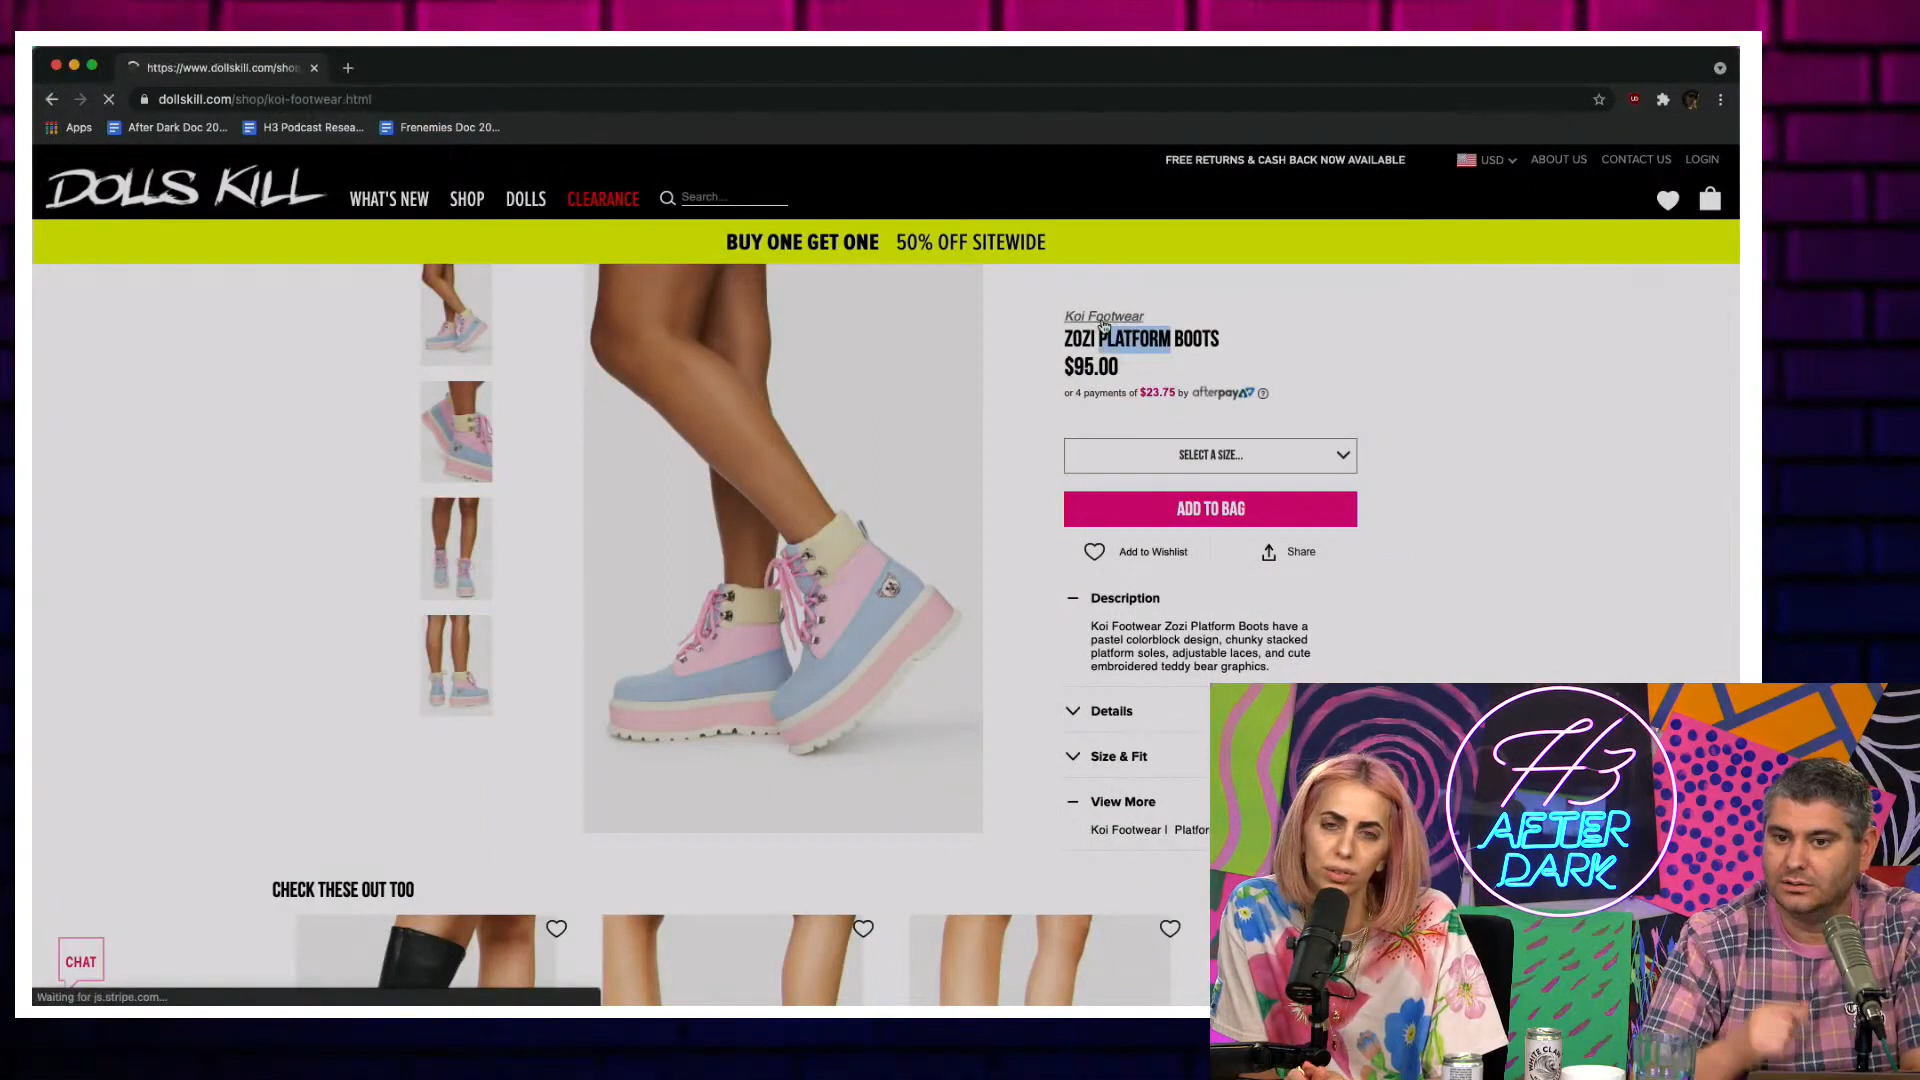 https://www.dollskill.com/shop
dollskill.com/shop/koi-footwear.html
Apps
After Dark Doc 20...
H3 Podcast Resea...
Frenemies Doc 20...
FREE RETURNS & CASH BACK NOW AVAILABLE
USD
ABOUT US
CONTACT US
LOGIN
DOLLS KILL
WHAT'S NEW
SHOP
DOLLS
CLEARANCE
Search...
BUY ONE GET ONE 50% OFF SITEWIDE
Koi Footwear
ZOZI PLATFORM BOOTS
$95.00
or 4 payments of $23.75 by afterpay
SELECT A SIZE...
ADD TO BAG
Add to Wishlist
Share
Description
Koi Footwear Zozi Platform Boots have a
pastel colorblock design, chunky stacked
platform soles, adjustable laces, and cute
embroidered teddy bear graphics.
Details
Size & Fit
View More
Koi Footwear | Platfor
CHECK THESE OUT TOO
CHAT
Waiting for js.stripe.com...
H3
AFTER
DARK
WHITE CLAW